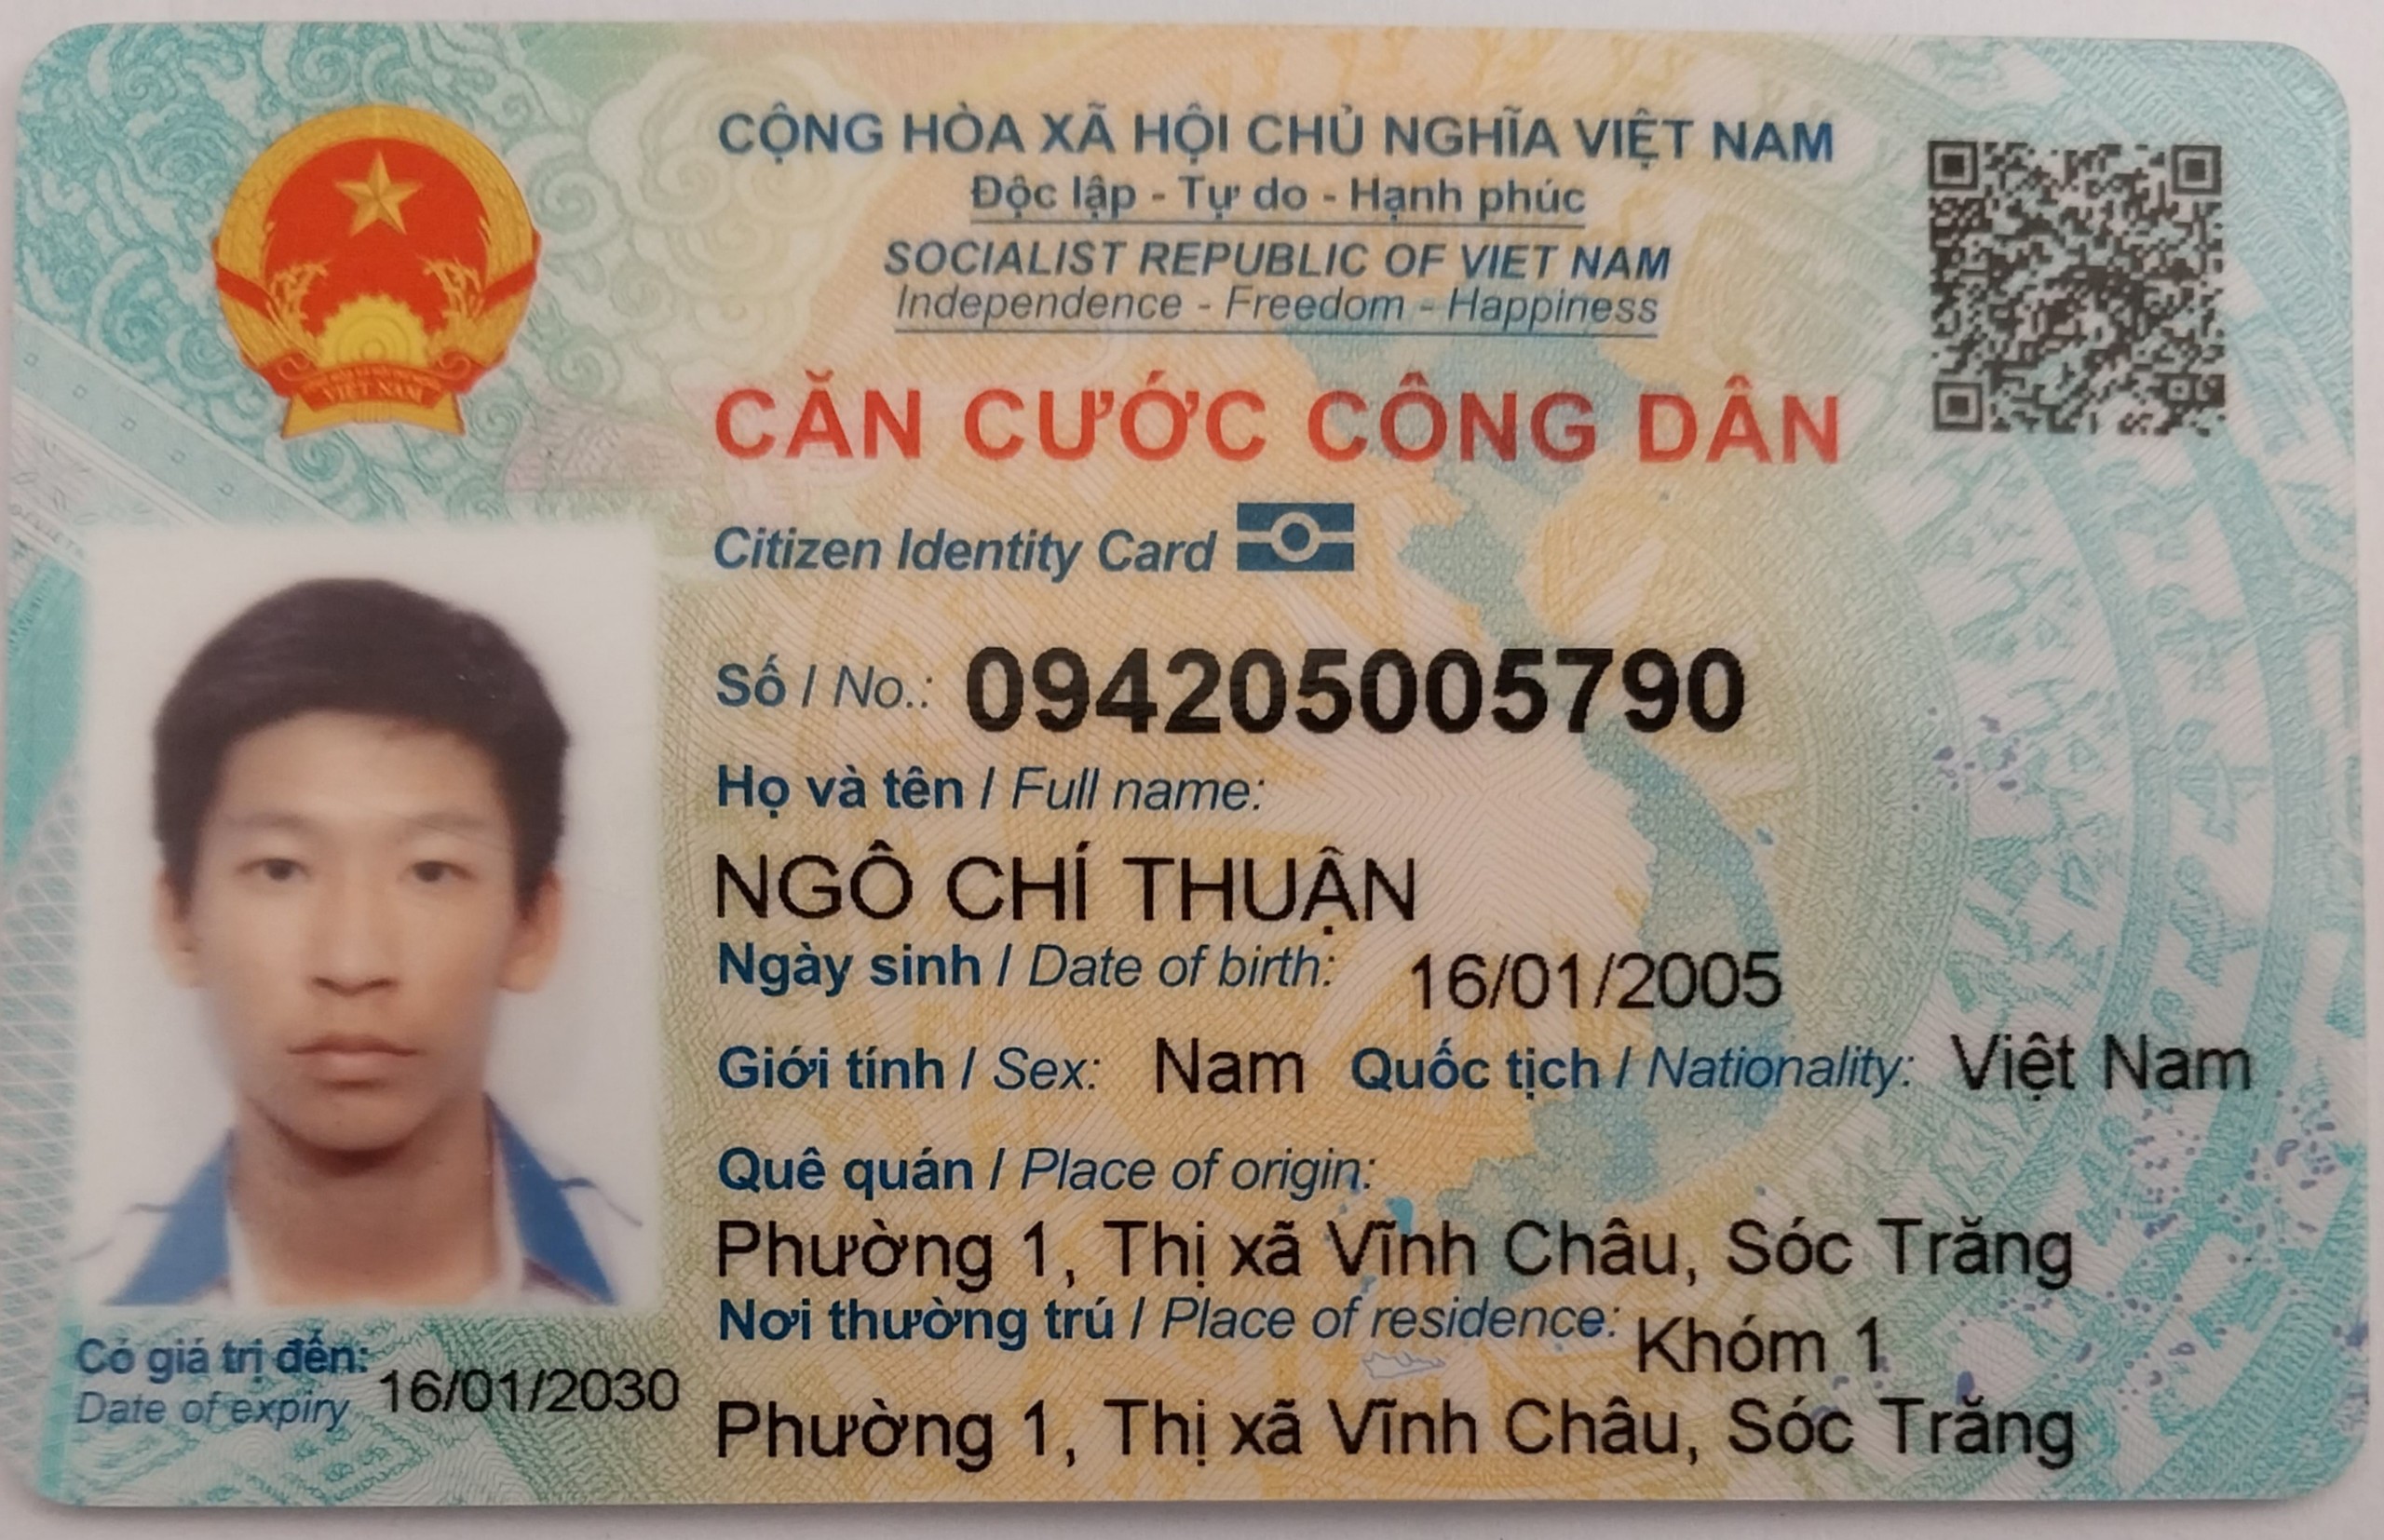 CỘNG HÒA XÃ HỘI CHỦ NGHĨA VIỆT NAM
Độc lập - Tự do - Hạnh phúc
SOCIALIST REPUBLIC OF VIET NAM
Independence - Freedom - Happiness
CĂN CƯỚC CÔNG DÂN
Citizen Identity Card
Số / No.: 094205005790
Họ và tên / Full name:
NGÔ CHÍ THUẬN
Ngày sinh / Date of birth: 16/01/2005
Giới tính / Sex: Nam Quốc tịch / Nationality: Việt Nam
Quê quán / Place of origin:
Phường 1, Thị xã Vĩnh Châu, Sóc Trăng
Nơi thường trú / Place of residence: Khóm 1
Phường 1, Thị xã Vĩnh Châu, Sóc Trăng
Có giá trị đến: 16/01/2030
Date of expiry
VIỆT NAM